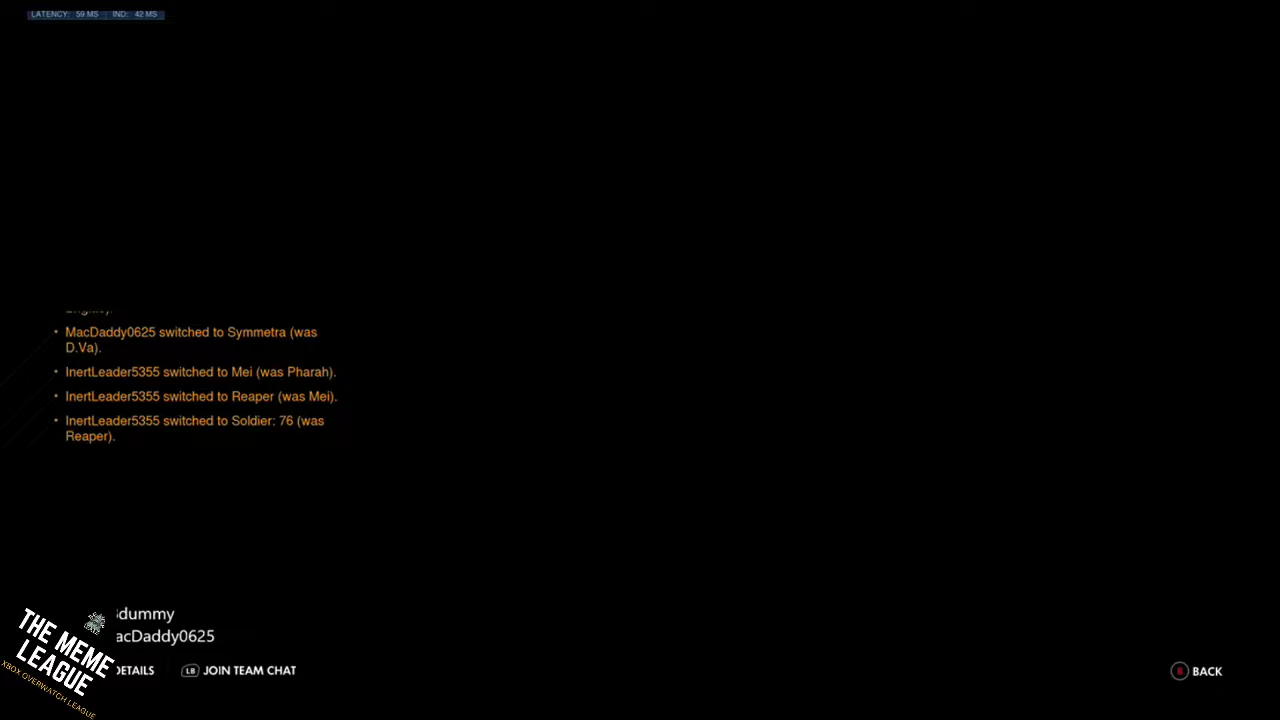 LATENCY: 59 MS IND: 42 MS
• MacDaddy0625 switched to Symmetra (was
D.Va).
• InertLeader5355 switched to Mei (was Pharah).
• InertLeader5355 switched to Reaper (was Mei).
• InertLeader5355 switched to Soldier: 76 (was
Reaper).
dummy
acDaddy0625
THE MEME
LEAGUE
XBOX OVERWATCH LEAGUE
DETAILS LB JOIN TEAM CHAT
B BACK